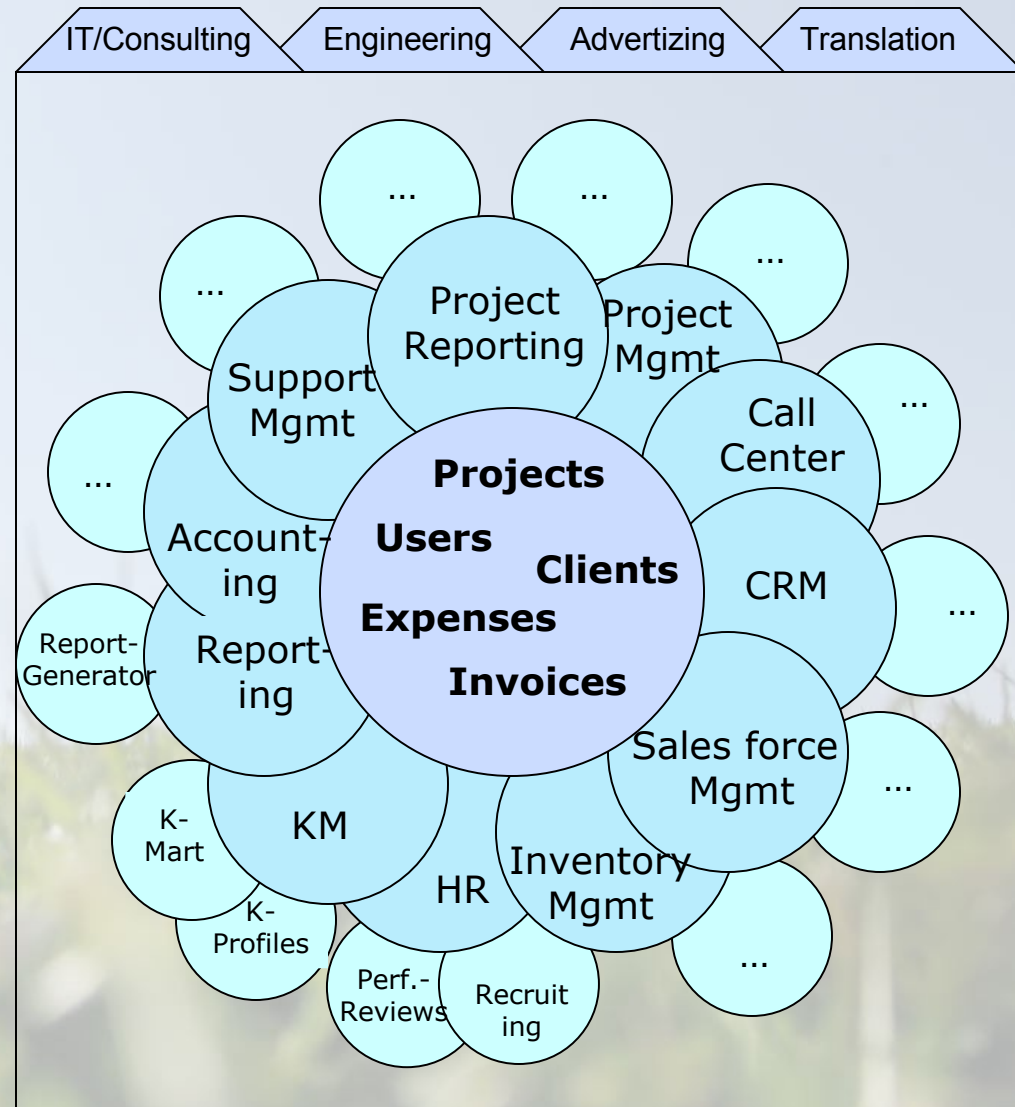 IT/Consulting
Engineering
Advertizing
Translation
...
...
...
...
Project
Reporting
Project
Mgmt
Support
Mgmt
Call
Center
...
...
Projects
Users
Clients
Expenses
Invoices
Account-
ing
CRM
...
Report-
Generator
Report-
ing
Sales force
Mgmt
...
K-
Mart
KM
HR
Inventory
Mgmt
K-
Profiles
...
Perf.-
Reviews
Recruit
ing